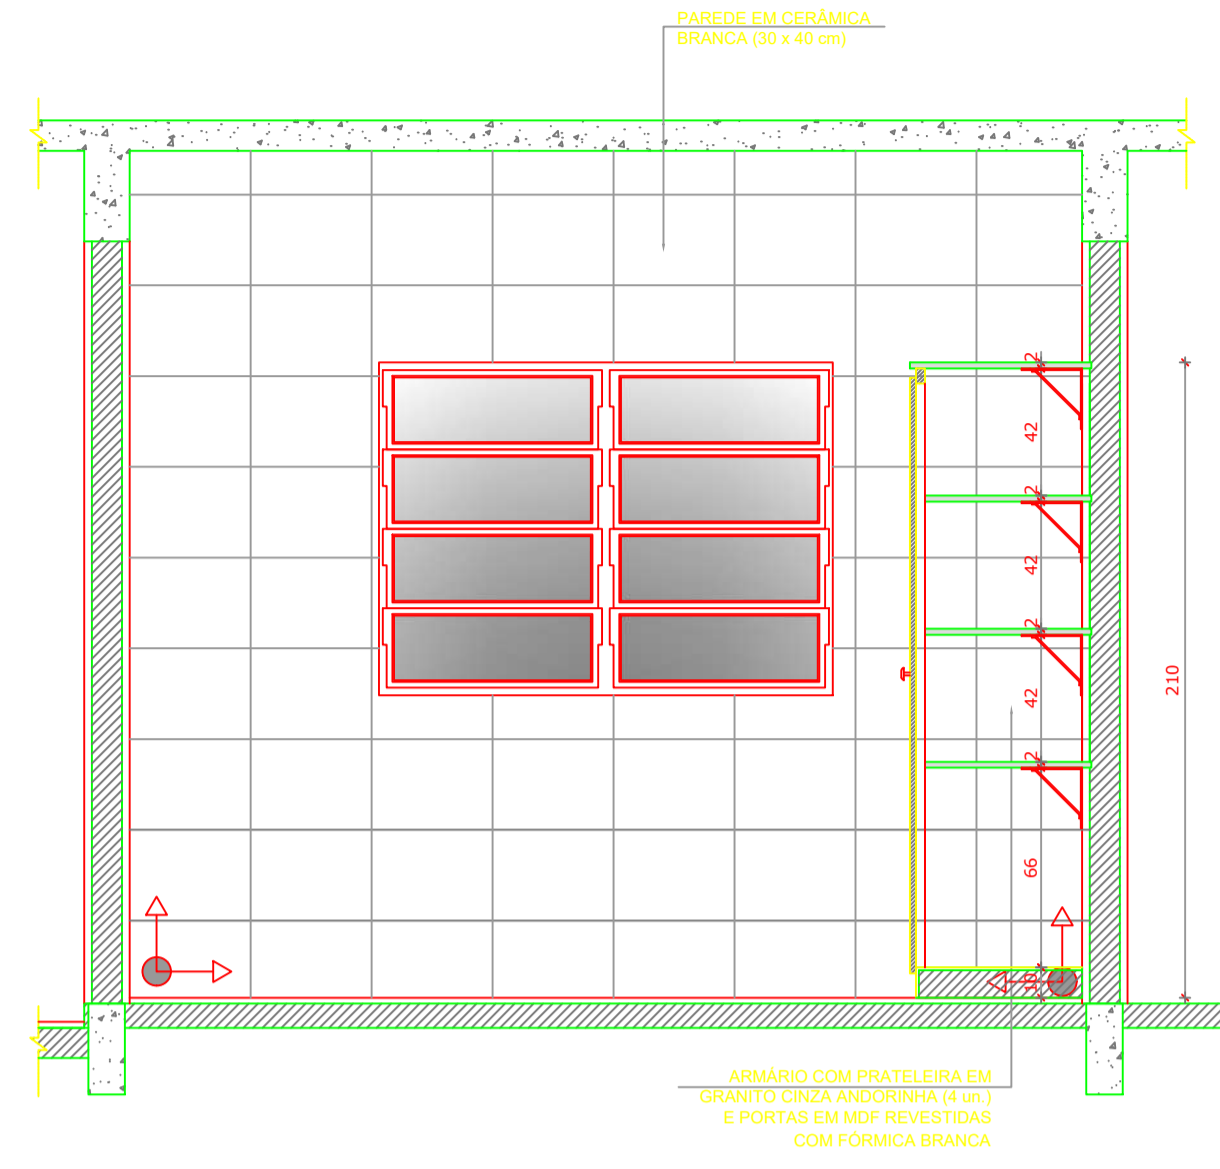 PAREDE EM CERÂMICA
BRANCA (30 x 40 cm)
2
42
2
42
2
42
2
66
10
210
ARMÁRIO COM PRATELEIRA EM
GRANITO CINZA ANDORINHA (4 un.)
E PORTAS EM MDF REVESTIDAS
COM FÓRMICA BRANCA